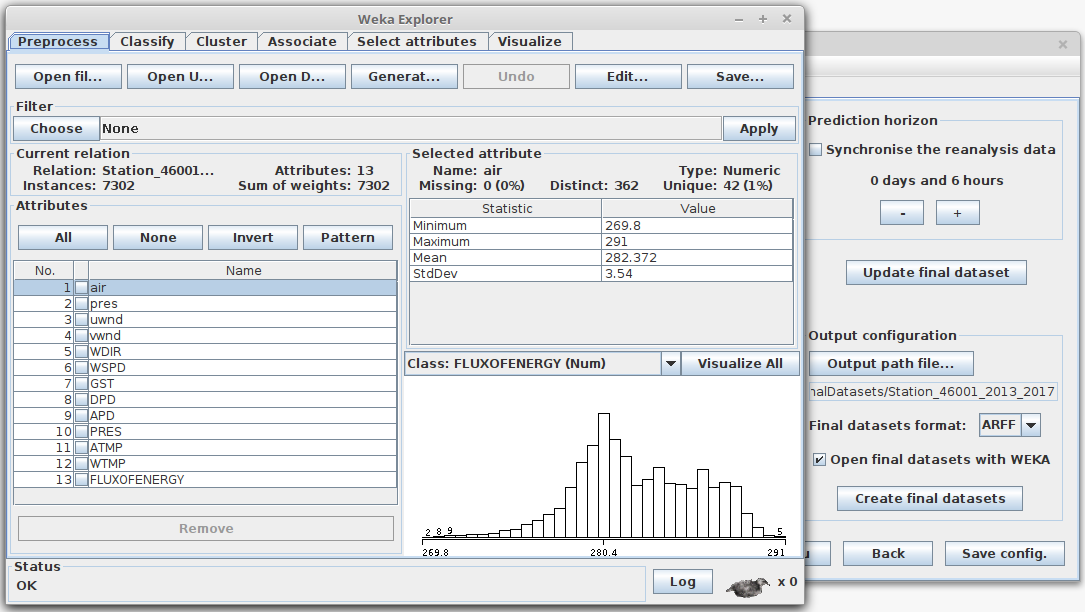 Weka Explorer
Preprocess Classify Cluster Associate Select attributes Visualize
Open fil... Open U... Open D... Generat... Undo Edit... Save...
Filter
Choose None Apply
Current relation
Relation: Station_46001... Attributes: 13
Instances: 7302 Sum of weights: 7302
Attributes
All None Invert Pattern
No. Name
1 air
2 pres
3 uwnd
4 vwnd
5 WDIR
6 WSPD
7 GST
8 DPD
9 APD
10 PRES
11 ATMP
12 WTMP
13 FLUXOFENERGY
Remove
Selected attribute
Name: air Type: Numeric
Missing: 0 (0%) Distinct: 362 Unique: 42 (1%)
Statistic Value
Minimum 269.8
Maximum 291
Mean 282.372
StdDev 3.54
Class: FLUXOFENERGY (Num) Visualize All
2 8 9 5
269.8 280.4 291
Status
OK
Log x 0
Prediction horizon
Synchronise the reanalysis data
0 days and 6 hours
- +
Update final dataset
Output configuration
Output path file...
nalDatasets/Station_46001_2013_2017
Final datasets format: ARFF
Open final datasets with WEKA
Create final datasets
u Back Save config.